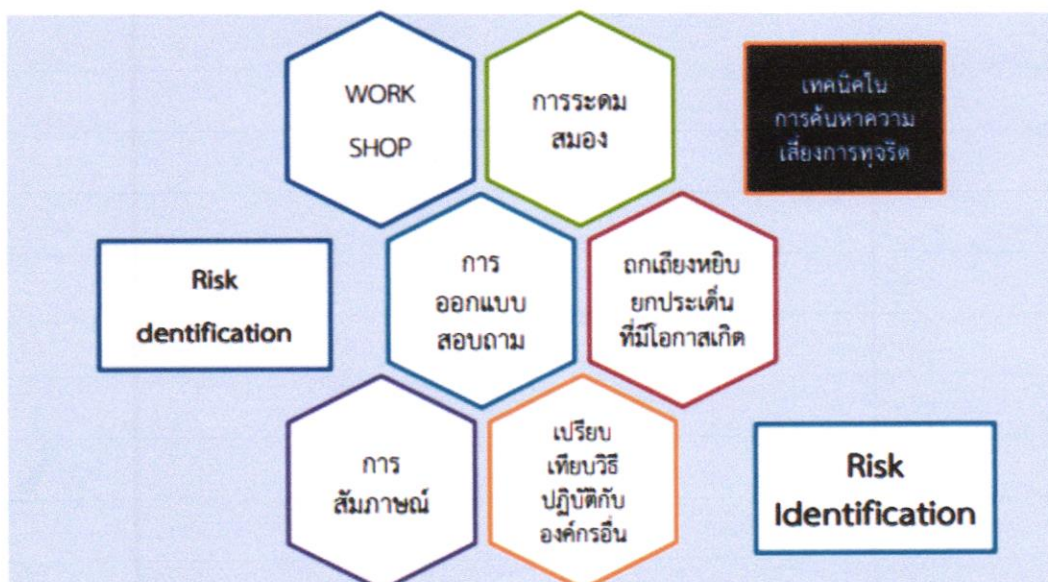 WORK
SHOP
การระดม
สมอง
เทคนิคใน
การค้นหาความ
เสี่ยงการทุจริต
Risk
dentification
การ
ออกแบบ
สอบถาม
ถกเถียงหยิบ
ยกประเด็น
ที่มีโอกาสเกิด
การ
สัมภาษณ์
เปรียบ
เทียบวิธี
ปฏิบัติกับ
องค์กรอื่น
Risk
Identification